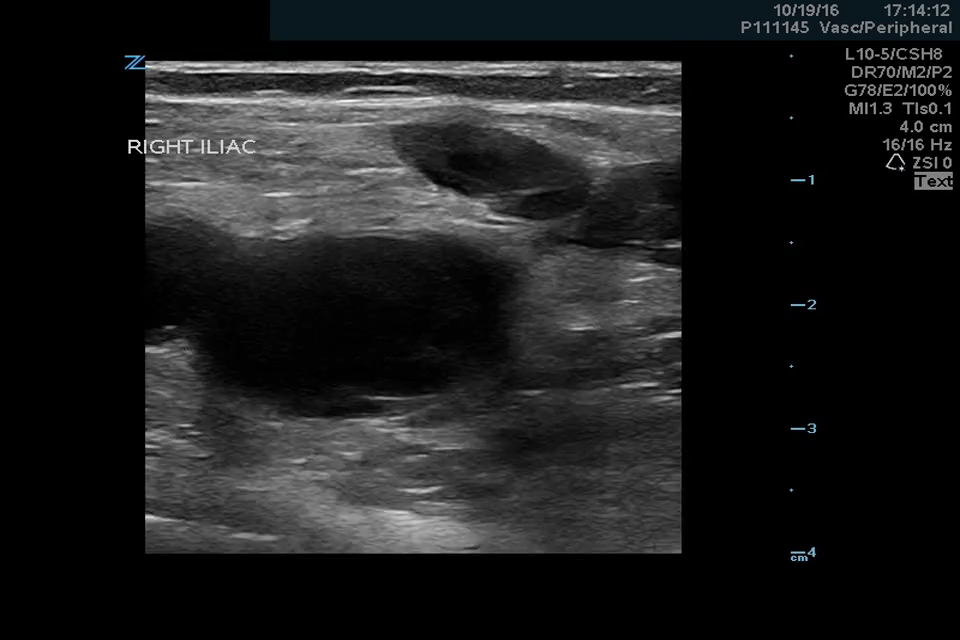 10/19/16 17:14:12
P111145 Vasc/Peripheral
L10-5/CSH8
DR70/M2/P2
G78/E2/100%
MI1.3 TIs0.1
4.0 cm
16/16 Hz
ZSI 0
Text
Z
RIGHT ILIAC
1
2
3
cm 4